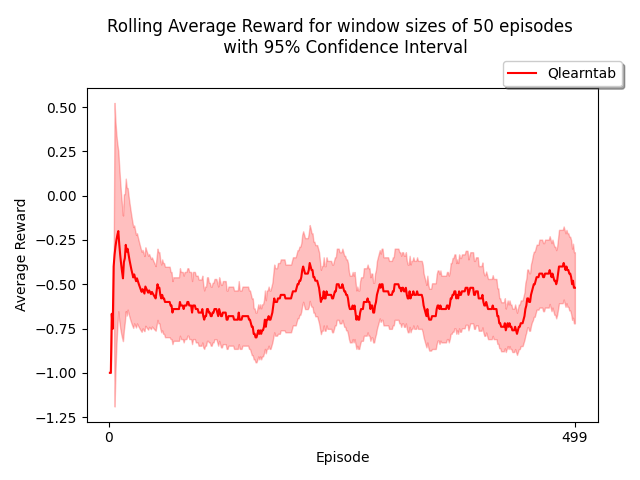 Rolling Average Reward for window sizes of 50 episodes
with 95% Confidence Interval
Qlearntab
0.50
0.25
0.00
−0.25
−0.50
−0.75
−1.00
−1.25
Average Reward
0
499
Episode